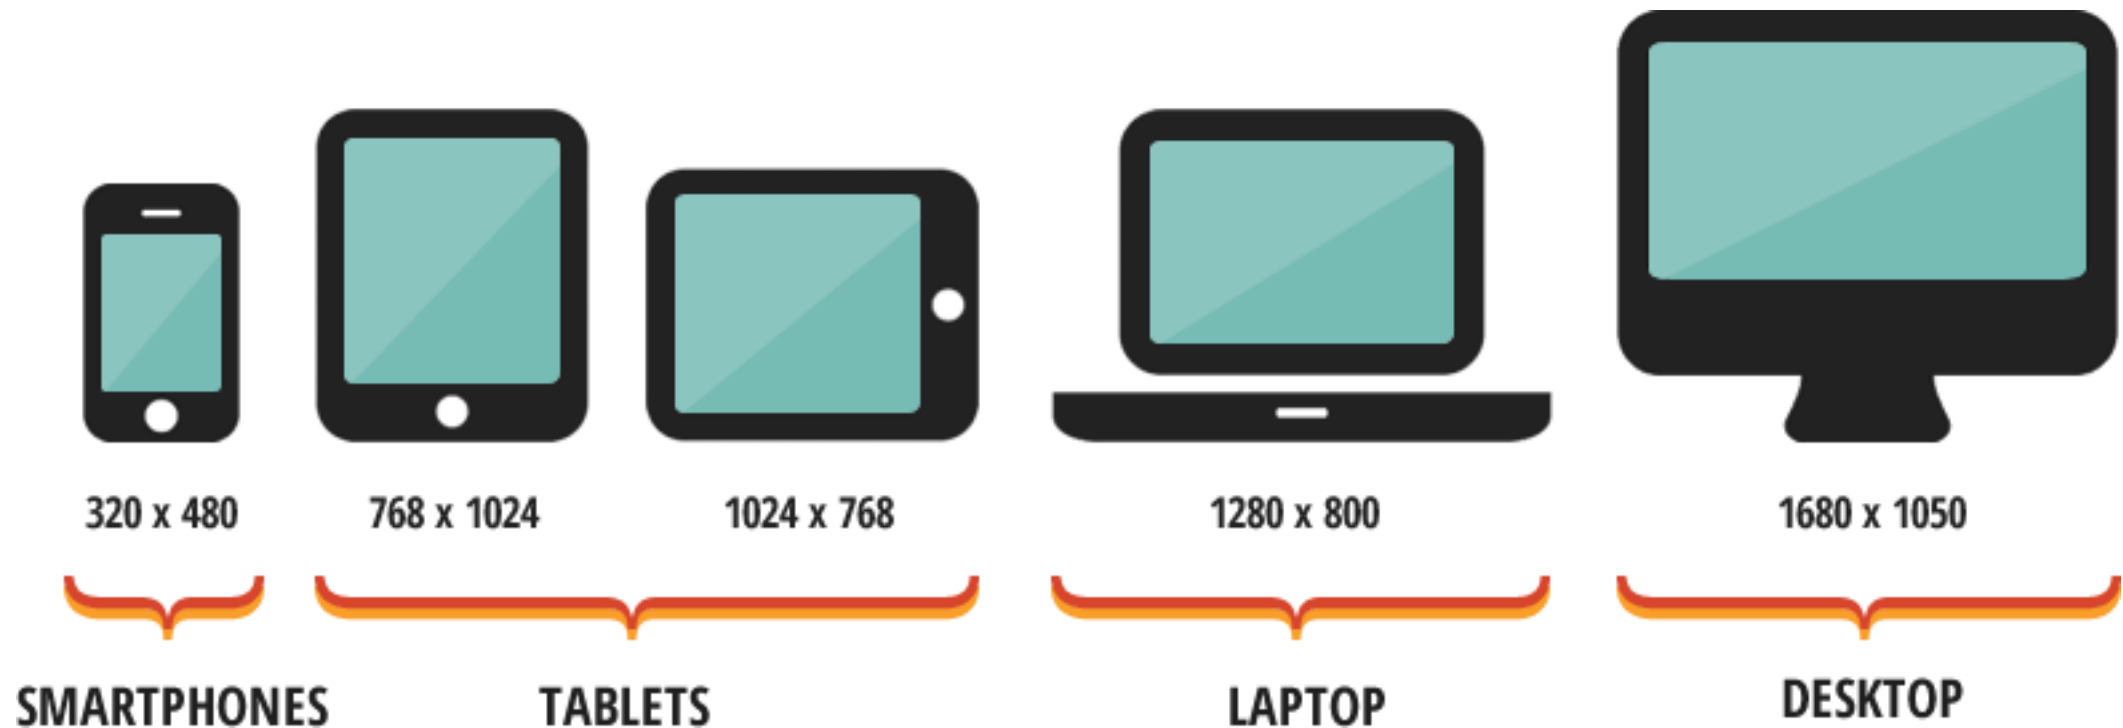 320 x 480
768 x 1024
1024 x 768
1280 x 800
1680 x 1050
SMARTPHONES
TABLETS
LAPTOP
DESKTOP